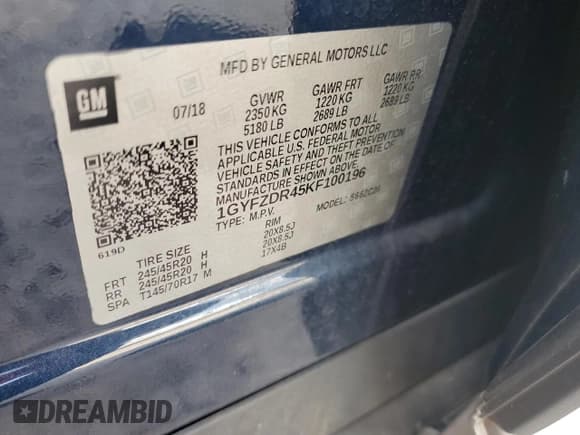 GM
MFD BY GENERAL MOTORS LLC
07/18 GVWR GAWR FRT GAWR RR
2350 KG 1220 KG 1220 KG
5180 LB 2689 LB 2689 LB
THIS VEHICLE CONFORMS TO ALL
APPLICABLE U.S. FEDERAL MOTOR
VEHICLE SAFETY AND THEFT PREVENTION
STANDARDS IN EFFECT ON THE DATE
OF MANUFACTURE SHOWN ABOVE.
1GYFZDR45KF100196
TYPE: M.P.V. MODEL:
619D
TIRE SIZE RIM
FRT 245/45R20 H 20X8.5J
RR 245/45R20 H 20X8.5J
SPA T145/70R17 M 17X4B
DREAMBID